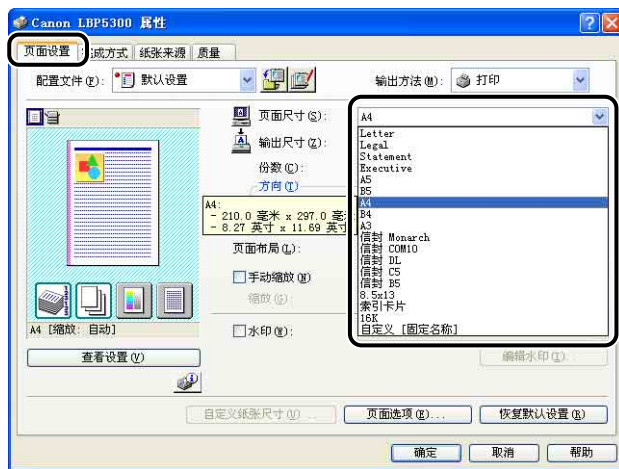 Canon LBP5300 属性
页面设置 完成方式 纸张来源 质量
配置文件(F): 默认设置 输出方法(M): 打印
页面尺寸(S): A4
输出尺寸(Z):
份数(C):
方向(T)
Letter
Legal
Statement
Executive
A5
B5
A4
B4
A3
信封 Monarch
信封 COM10
信封 DL
信封 C5
信封 B5
8.5x13
索引卡片
16K
自定义 [固定名称]
A4:
- 210.0 毫米 x 297.0 毫
- 8.27 英寸 x 11.69 英寸
页面布局(L):
手动缩放(N)
缩放(G):
A4 [缩放: 自动]
水印(W):
查看设置(V) 编辑水印(I)...
自定义纸张尺寸(U)... 页面选项(E)... 恢复默认设置(R)
确定 取消 帮助